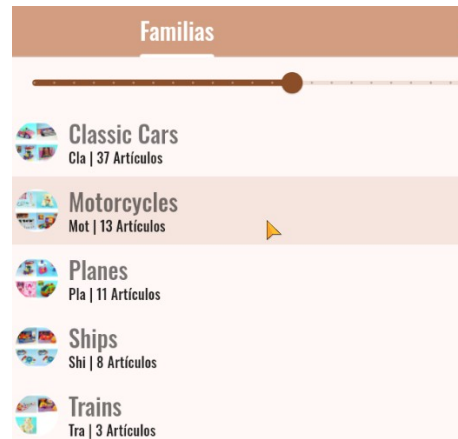 Familias
Classic Cars
Cla | 37 Artículos
Motorcycles
Mot | 13 Artículos
Planes
Pla | 11 Artículos
Ships
Shi | 8 Artículos
Trains
Tra | 3 Artículos